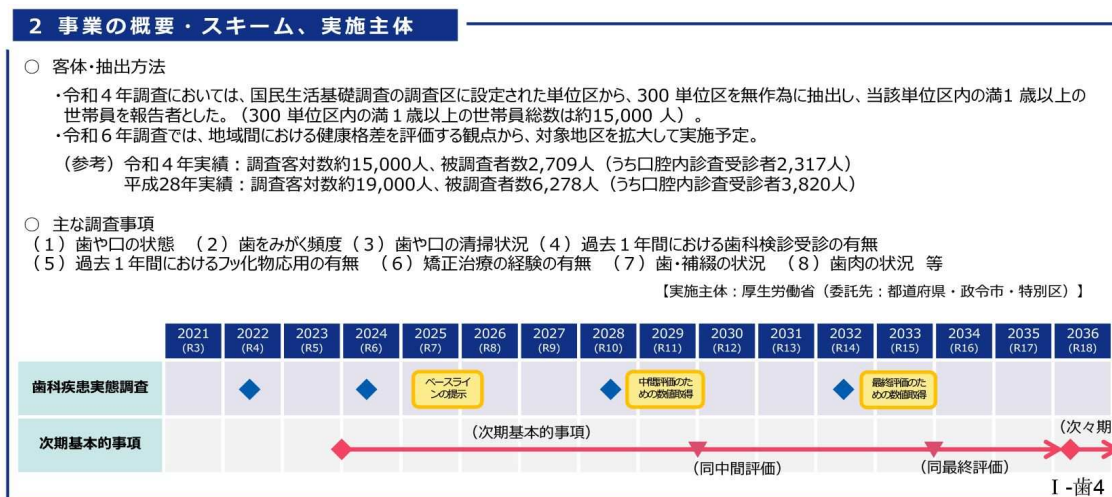 2 事業の概要・スキーム、実施主体
○ 客体・抽出方法
・令和４年調査においては、国民生活基礎調査の調査区に設定された単位区から、300 単位区を無作為に抽出し、当該単位区内の満1 歳以上の
世帯員を報告者とした。（300 単位区内の満１歳以上の世帯員総数は約15,000 人）。
・令和６年調査では、地域間における健康格差を評価する観点から、対象地区を拡大して実施予定。
（参考）令和４年実績：調査客対数約15,000人、被調査者数2,709人（うち口腔内診査受診者2,317人）
平成28年実績：調査客対数約19,000人、被調査者数6,278人（うち口腔内診査受診者3,820人）
○ 主な調査事項
（１）歯や口の状態 （２）歯をみがく頻度（３）歯や口の清掃状況（４）過去１年間における歯科検診受診の有無
（５）過去１年間におけるフッ化物応用の有無 （６）矯正治療の経験の有無 （７）歯・補綴の状況 （８）歯肉の状況 等
【実施主体：厚生労働省（委託先：都道府県・政令市・特別区）】
2021 2022 2023 2024 2025 2026 2027 2028 2029 2030 2031 2032 2033 2034 2035 2036
(R3) (R4) (R5) (R6) (R7) (R8) (R9) (R10) (R11) (R12) (R13) (R14) (R15) (R16) (R17) (R18)
歯科疾患実態調査
ベースライ
ンの提示
中間評価のた
めの数値取得
最終評価のた
めの数値取得
次期基本的事項
（次期基本的事項）
（次々期
（同中間評価）
（同最終評価）
Ⅰ-歯4